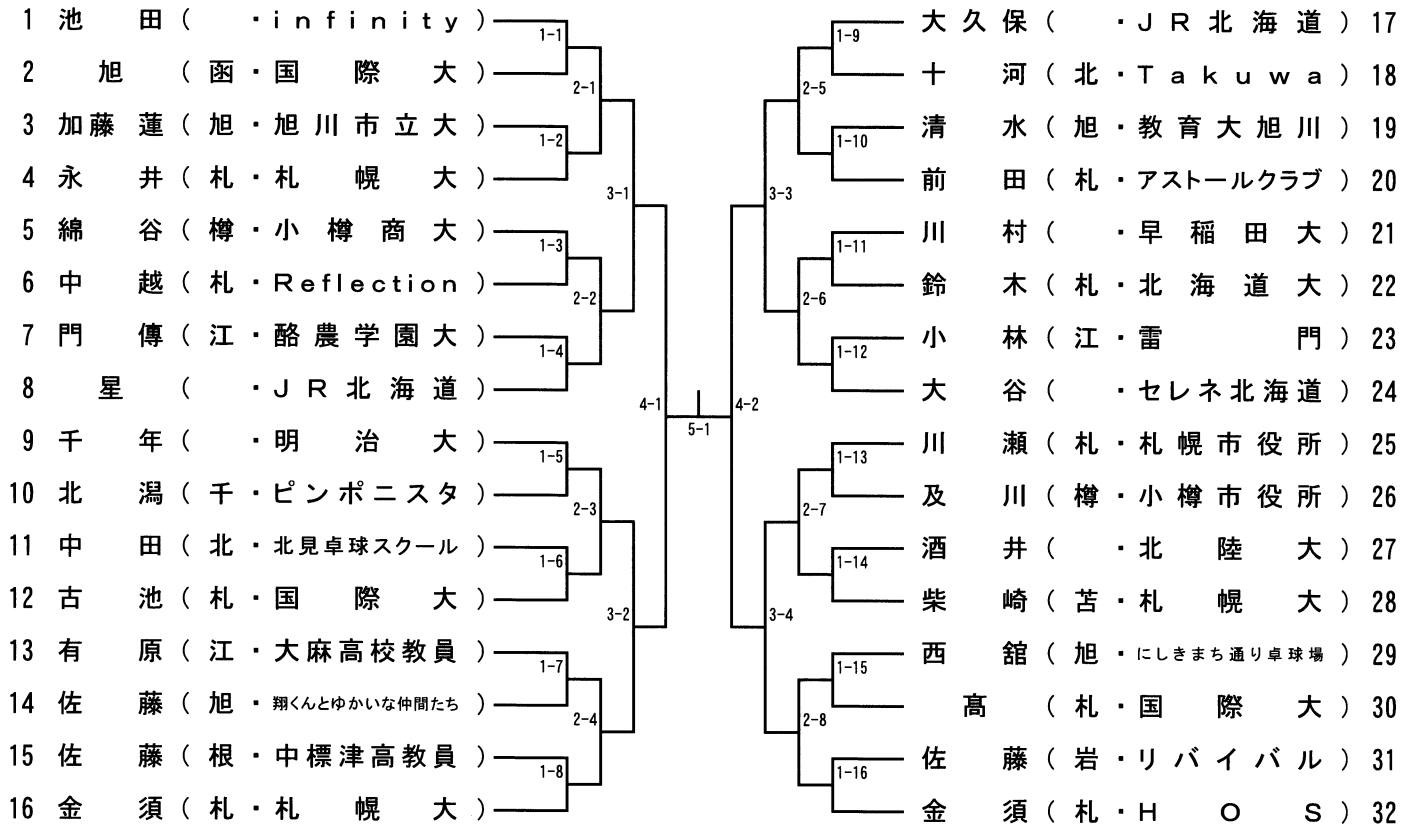 1 池田(・infinity)
2 旭(函・国際大)
3 加藤蓮(旭・旭川市立大)
4 永井(札・札幌大)
5 綿谷(樽・小樽商大)
6 中越(札・Reflection)
7 門傳(江・酪農学園大)
8 星(・JR北海道)
9 千年(・明治大)
10 北潟(千・ピンポニスタ)
11 中田(北・北見卓球スクール)
12 古池(札・国際大)
13 有原(江・大麻高校教員)
14 佐藤(旭・翔くんとゆかいな仲間たち)
15 佐藤(根・中標津高教員)
16 金須(札・札幌大)
1-1
1-2
1-3
1-4
1-5
1-6
1-7
1-8
2-1
2-2
2-3
2-4
3-1
3-2
4-1
5-1
4-2
3-3
3-4
2-5
2-6
2-7
2-8
1-9
1-10
1-11
1-12
1-13
1-14
1-15
1-16
大久保(・JR北海道) 17
十河(北・Takuwa) 18
清水(旭・教育大旭川) 19
前田(札・アストールクラブ) 20
川村(・早稲田大) 21
鈴木(札・北海道大) 22
小林(江・雷門) 23
大谷(・セレネ北海道) 24
川瀬(札・札幌市役所) 25
及川(樽・小樽市役所) 26
酒井(・北陸大) 27
柴崎(苫・札幌大) 28
西舘(旭・にしきまち通り卓球場) 29
髙(札・国際大) 30
佐藤(岩・リバイバル) 31
金須(札・HOS) 32